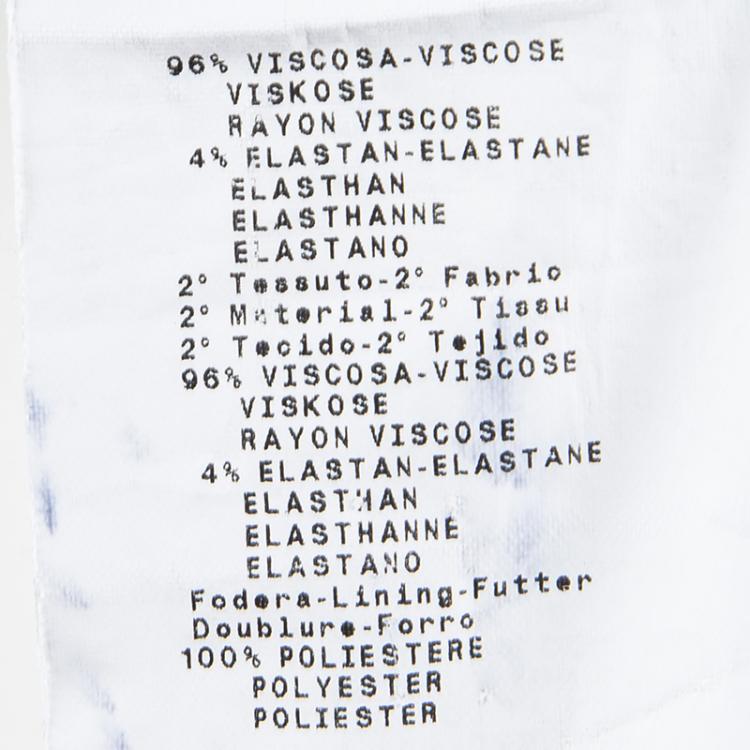 96% VISCOSA-VISCOSE
VISKOSE
RAYON VISCOSE
4% ELASTAN-ELASTANE
ELASTHAN
ELASTHANNE
ELASTANO
2° Tessuto-2° Fabric
2° Material-2° Tissu
2° Tecido-2° Tejido
96% VISCOSA-VISCOSE
VISKOSE
RAYON VISCOSE
4% ELASTAN-ELASTANE
ELASTHAN
ELASTHANNE
ELASTANO
Fodera-Lining-Futter
Doublure-Forro
100% POLIESTERE
POLYESTER
POLIESTER